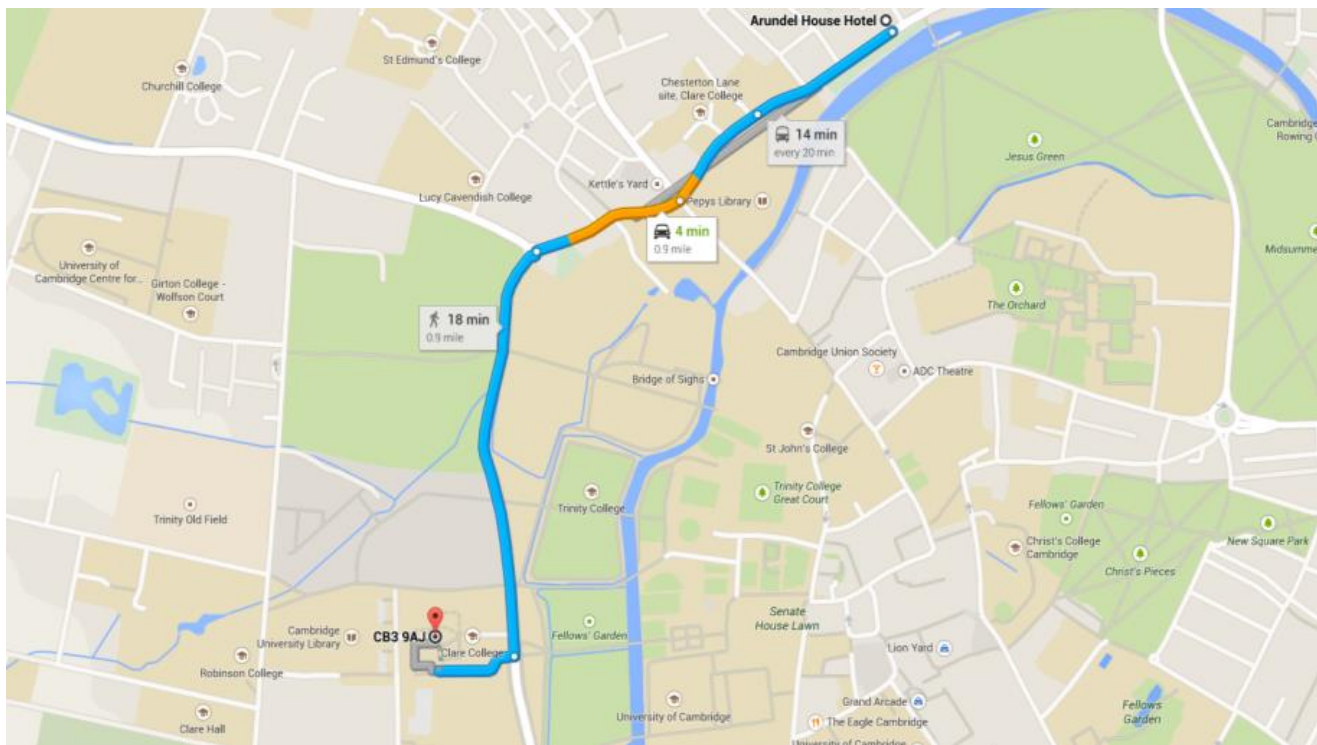 Arundel House Hotel
St Edmund's College
Churchill College
Chesterton Lane
site, Clare College
14 min
every 20 min
Cambridge
Rowing
Jesus Green
Kettle's Yard
Lucy Cavendish College
Pepys Library
4 min
0.9 mile
University of
Cambridge Centre for...
Girton College -
Wolfson Court
Midsumme
The Orchard
18 min
0.9 mile
Cambridge Union Society
ADC Theatre
Bridge of Sighs
St John's College
Trinity College
Great Court
Trinity College
Trinity Old Field
Fellows' Garden
Christ's College
Cambridge
New Square Park
Christ's Pieces
Senate
House Lawn
Cambridge
University Library
CB3 9AJ
Clare College
Fellows' Garden
Robinson College
Lion Yard
Clare Hall
University of Cambridge
Grand Arcade
The Eagle Cambridge
University of Cambridge
Fellows'
Garden